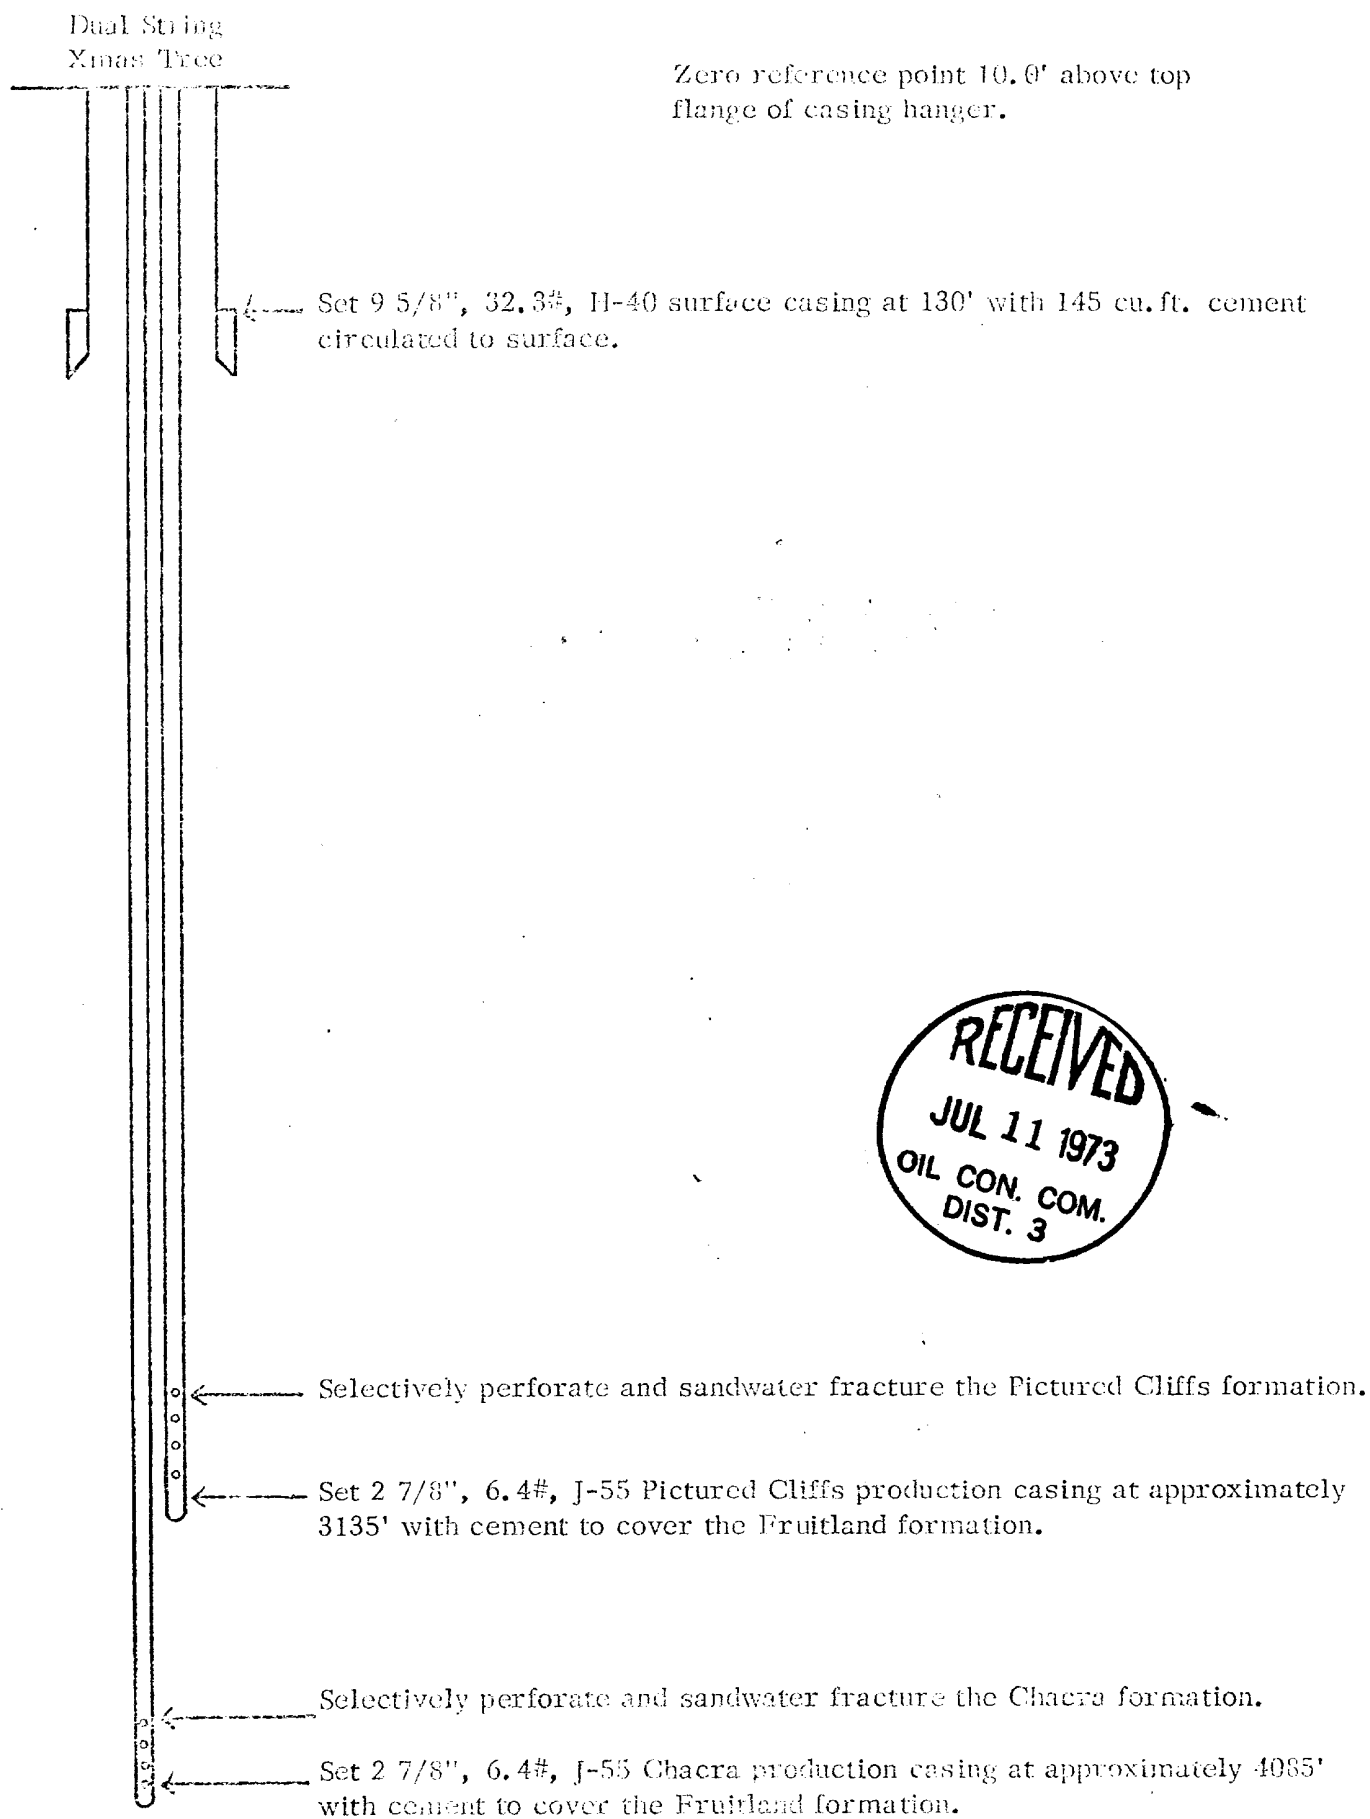 Dual String
Xmas Tree
Zero reference point 10.0' above top
flange of casing hanger.
Set 9 5/8", 32.3#, H-40 surface casing at 130' with 145 cu.ft. cement
circulated to surface.
RECEIVED
JUL 11 1973
OIL CON. COM.
DIST. 3
Selectively perforate and sandwater fracture the Pictured Cliffs formation.
Set 2 7/8", 6.4#, J-55 Pictured Cliffs production casing at approximately
3135' with cement to cover the Fruitland formation.
Selectively perforate and sandwater fracture the Chacra formation.
Set 2 7/8", 6.4#, J-55 Chacra production casing at approximately 4085'
with cement to cover the Fruitland formation.